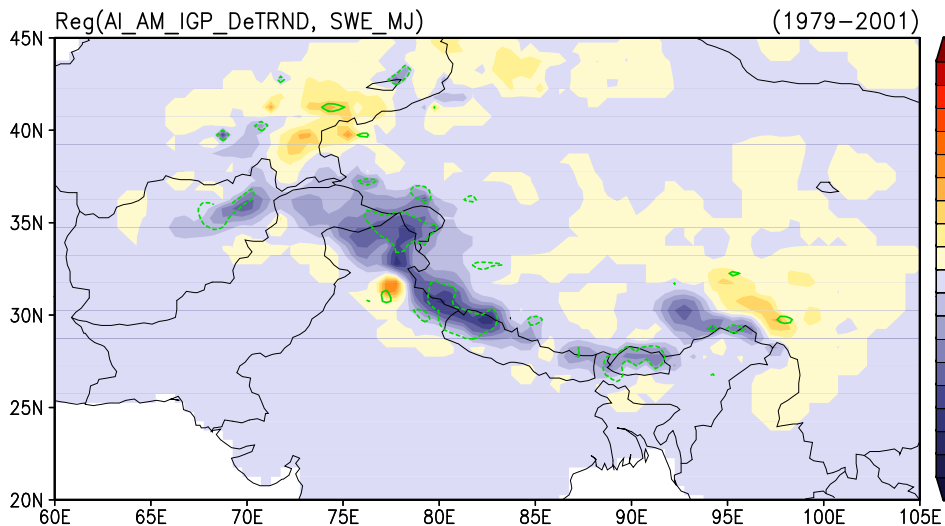 Reg(AI_AM_IGP_DeTRND, SWE_MJ) (1979–2001)
45N
40N
35N
30N
25N
20N
60E 65E 70E 75E 80E 85E 90E 95E 100E 105E